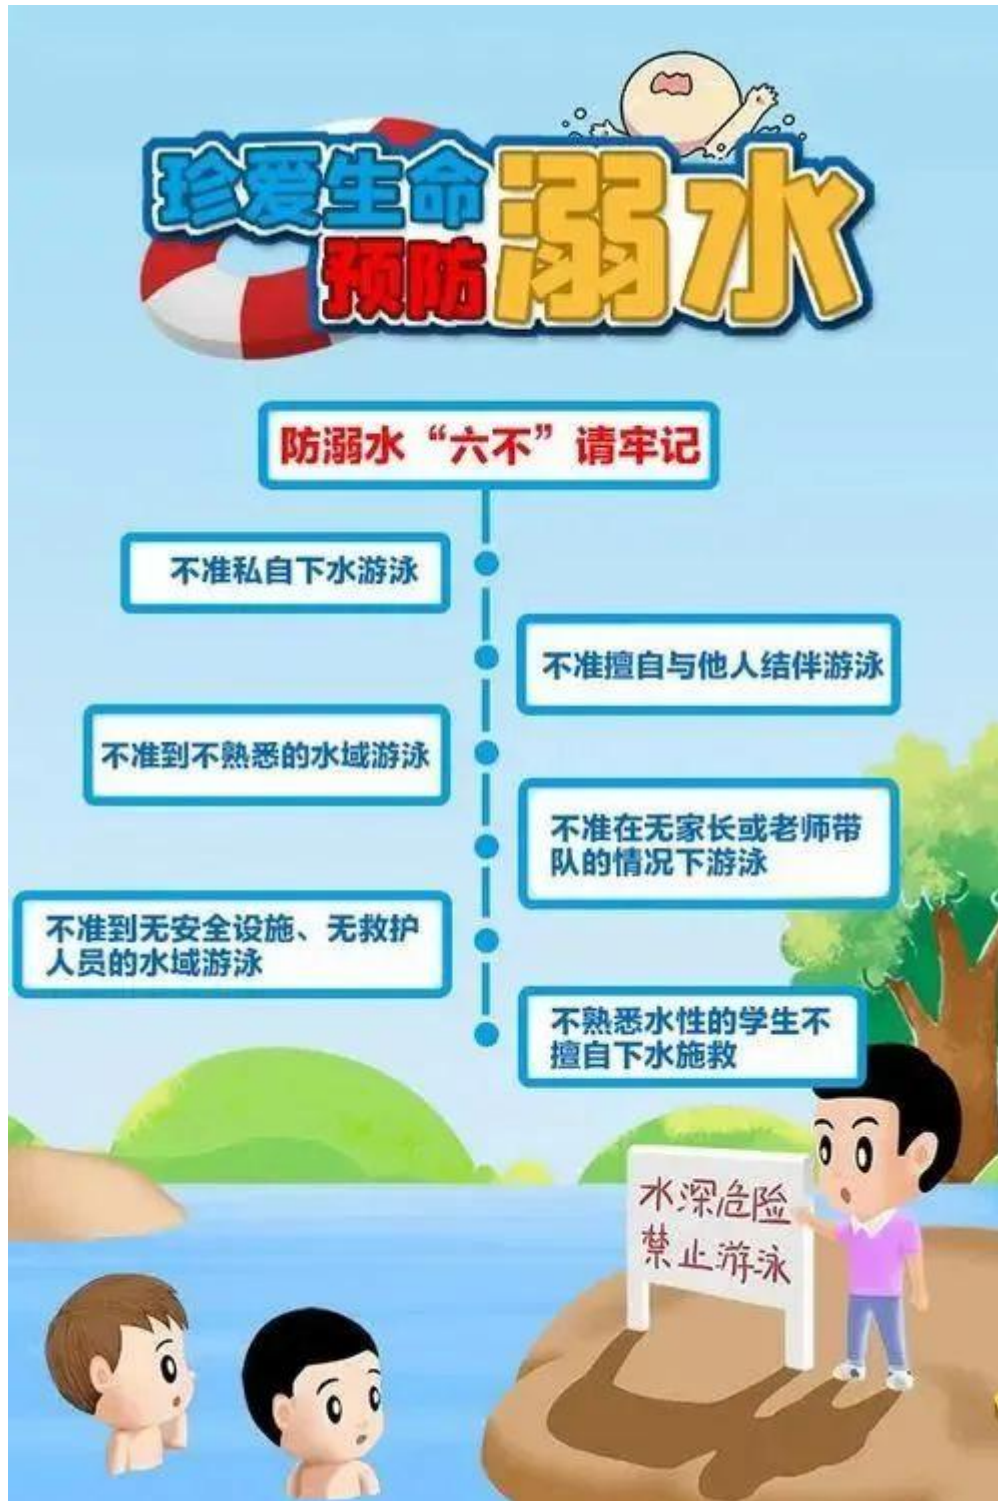 珍爱生命
预防
溺水
防溺水“六不”请牢记
不准私自下水游泳
不准擅自与他人结伴游泳
不准到不熟悉的水域游泳
不准在无家长或老师带
队的情况下游泳
不准到无安全设施、无救护
人员的水域游泳
不熟悉水性的学生不
擅自下水施救
水深危险
禁止游泳